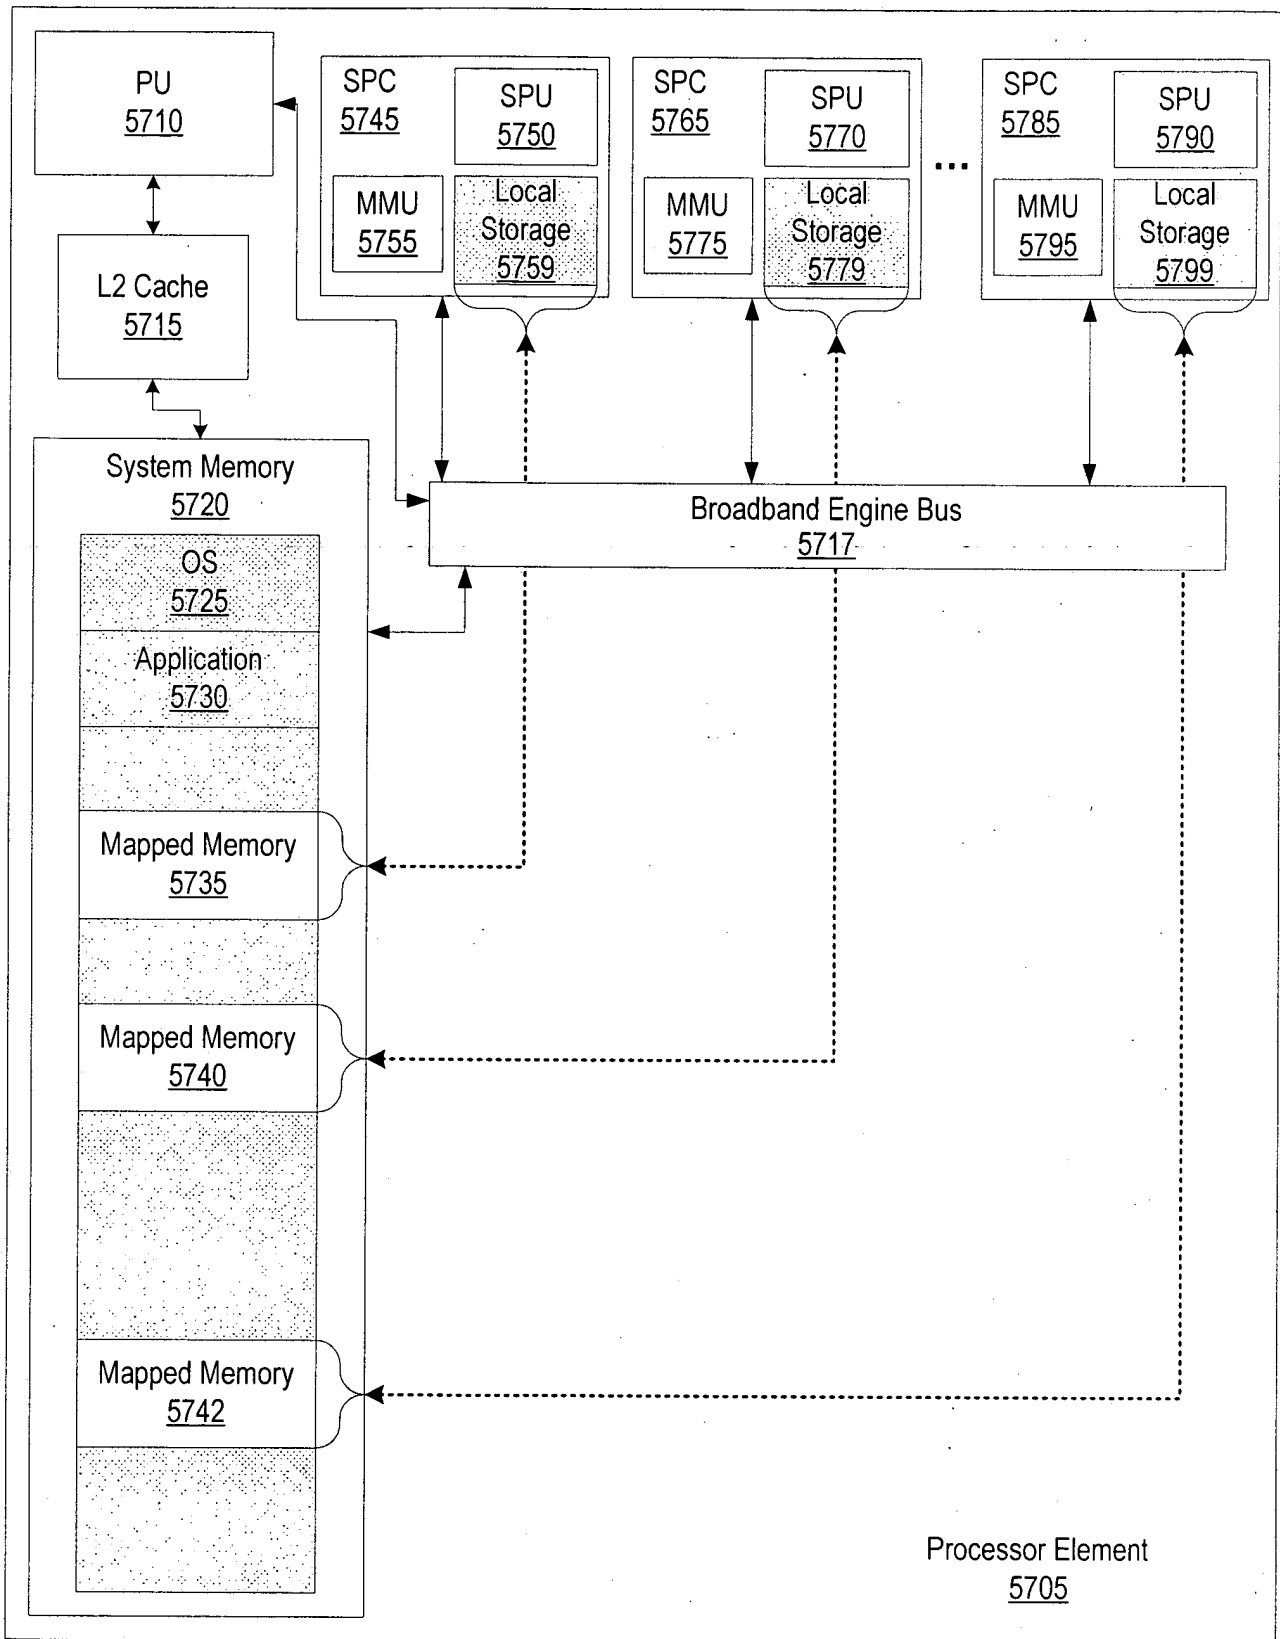 PU
5710
L2 Cache
5715
SPC
5745
SPU
5750
MMU
5755
Local
Storage
5759
SPC
5765
SPU
5770
MMU
5775
Local
Storage
5779
...
SPC
5785
SPU
5790
MMU
5795
Local
Storage
5799
System Memory
5720
OS
5725
Application
5730
Mapped Memory
5735
Mapped Memory
5740
Mapped Memory
5742
Broadband Engine Bus
5717
Processor Element
5705